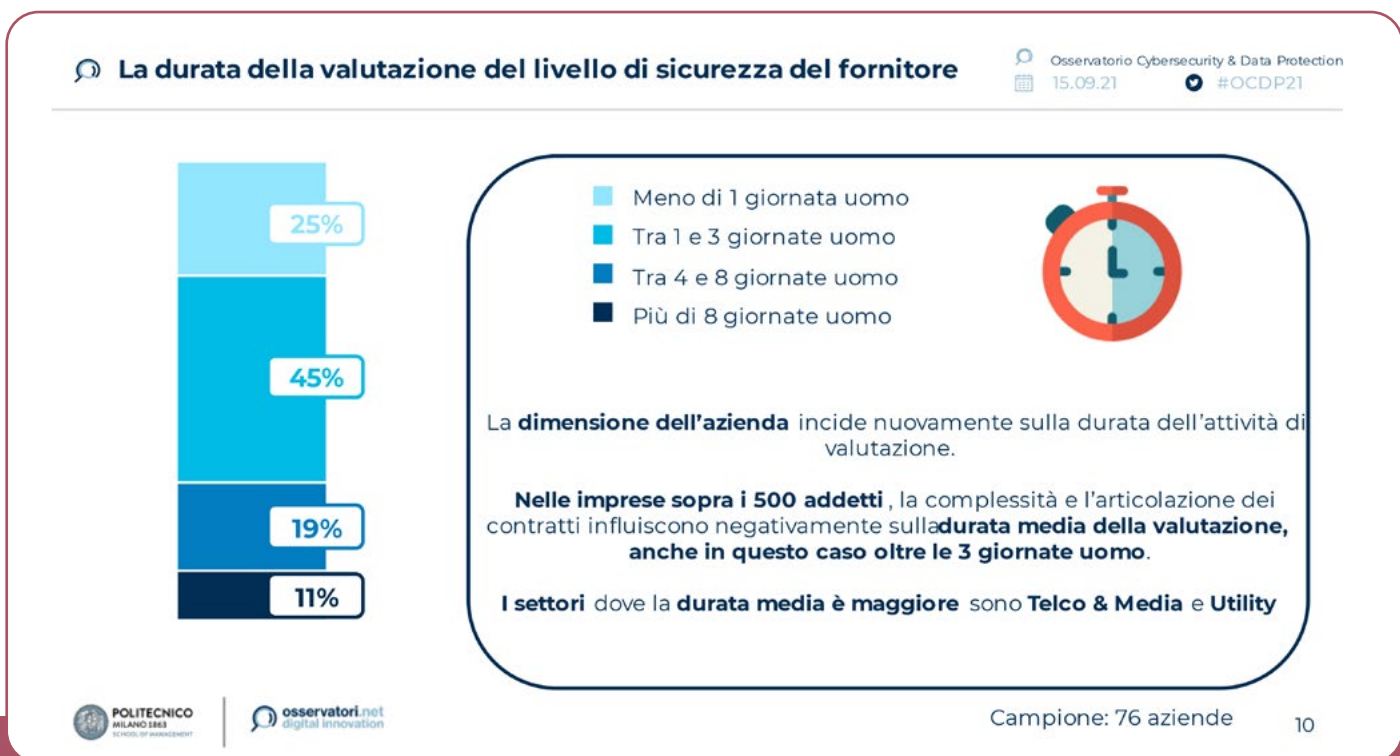 La durata della valutazione del livello di sicurezza del fornitore
Osservatorio Cybersecurity & Data Protection
15.09.21 #OCDP21
25%
45%
19%
11%
Meno di 1 giornata uomo
Tra 1 e 3 giornate uomo
Tra 4 e 8 giornate uomo
Più di 8 giornate uomo
La dimensione dell’azienda incide nuovamente sulla durata dell’attività di
valutazione.
Nelle imprese sopra i 500 addetti , la complessità e l’articolazione dei
contratti influiscono negativamente sulladurata media della valutazione,
anche in questo caso oltre le 3 giornate uomo.
I settori dove la durata media è maggiore sono Telco & Media e Utility
POLITECNICO
MILANO 1863
SCHOOL OF MANAGEMENT
osservatori.net
digital innovation
Campione: 76 aziende
10